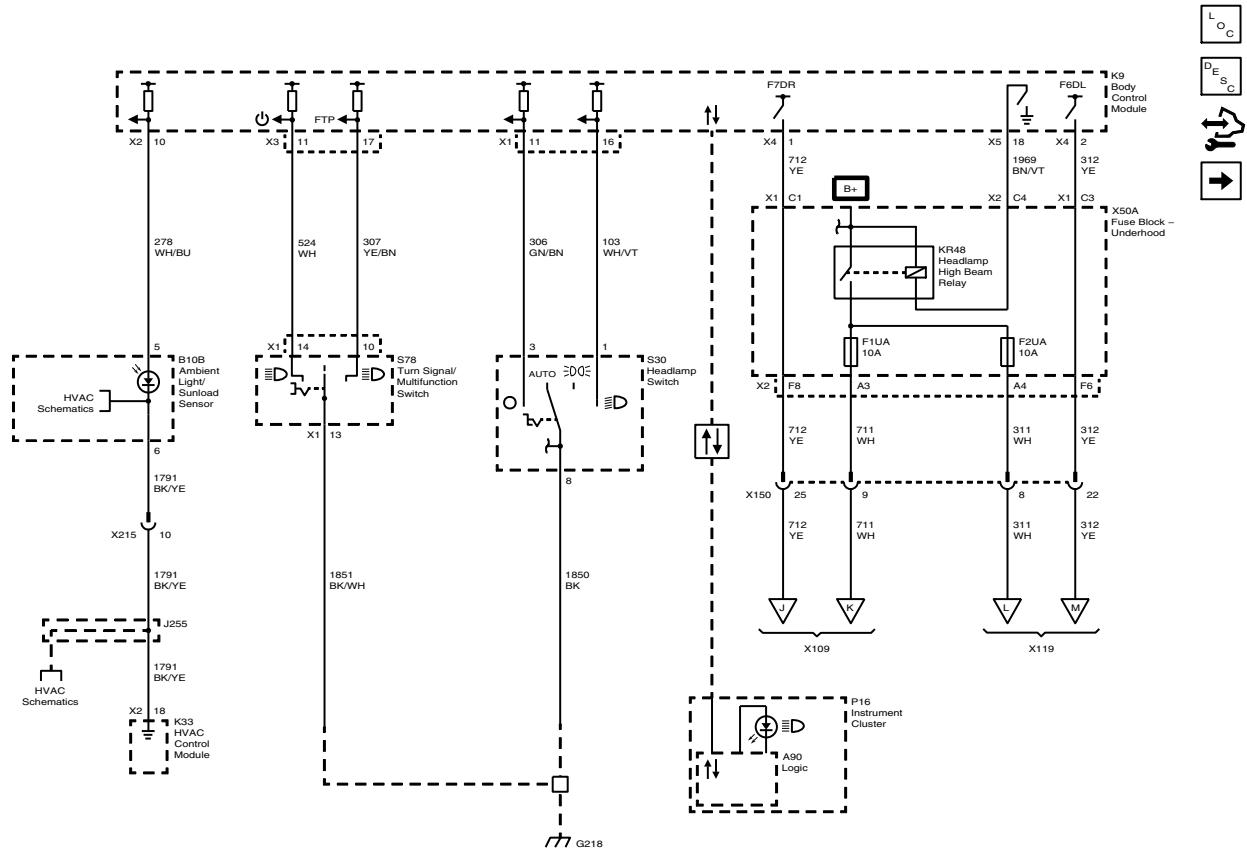 L
O
C
D
E
S
C
K9
Body
Control
Module
F7DR
F6DL
FTP
X2 10
X3 11
17
X1 11
16
X4 1
X5 18
X4 2
712
YE
1969
BN/VT
312
YE
B+
X1 C1
X2 C4
X1 C3
X50A
Fuse Block –
Underhood
278
WH/BU
524
WH
307
YE/BN
306
GN/BN
103
WH/VT
KR48
Headlamp
High Beam
Relay
F1UA
10A
F2UA
10A
5
X1 14
10
3
1
B10B
Ambient
Light/
Sunload
Sensor
HVAC
Schematics
S78
Turn Signal/
Multifunction
Switch
AUTO
S30
Headlamp
Switch
X2 F8
A3
A4
F6
X1 13
6
8
712
YE
711
WH
311
WH
312
YE
1791
BK/YE
X150 25
9
8
22
X215 10
712
YE
711
WH
311
WH
312
YE
1791
BK/YE
1851
BK/WH
1850
BK
J
K
L
M
J255
X109
X119
1791
BK/YE
HVAC
Schematics
X2 18
K33
HVAC
Control
Module
P16
Instrument
Cluster
A90
Logic
G218